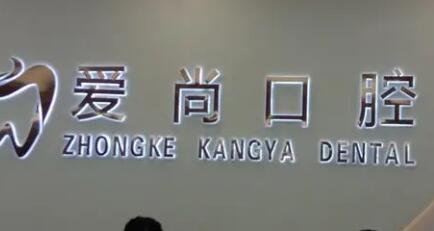 爱尚口腔
ZHONGKE KANGYA DENTAL